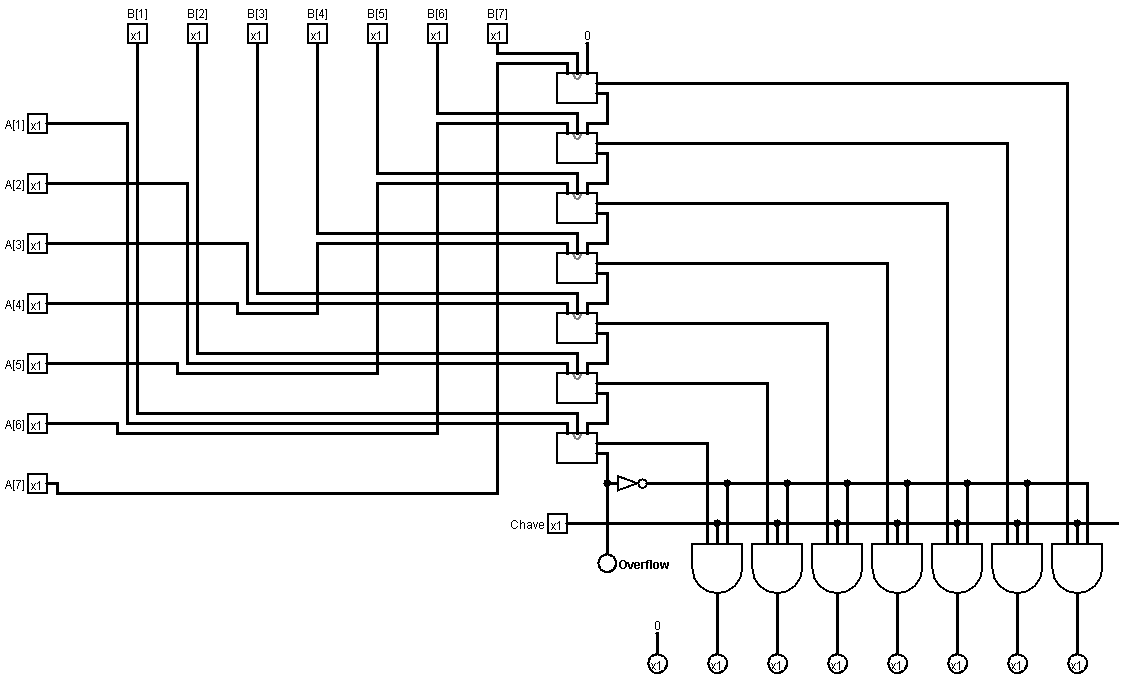 B[1] B[2] B[3] B[4] B[5] B[6] B[7]
x1 x1 x1 x1 x1 x1 x1 0
A[1] x1
A[2] x1
A[3] x1
A[4] x1
A[5] x1
A[6] x1
A[7] x1
Chave x1
Overflow
0
x1 x1 x1 x1 x1 x1 x1 x1